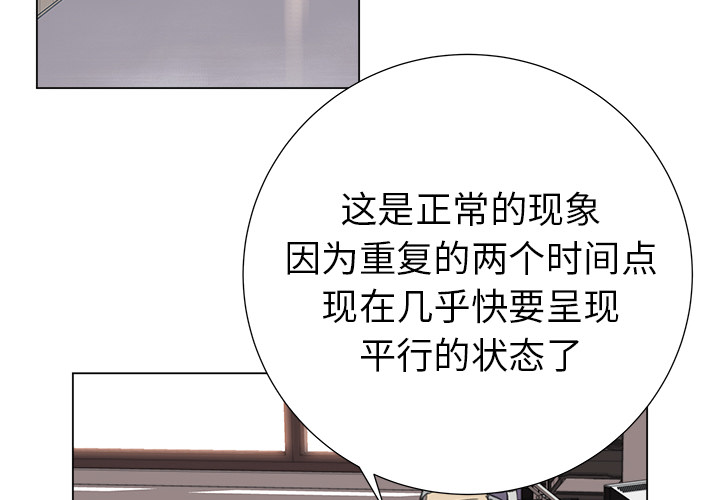 这是正常的现象
因为重复的两个时间点
现在几乎快要呈现
平行的状态了